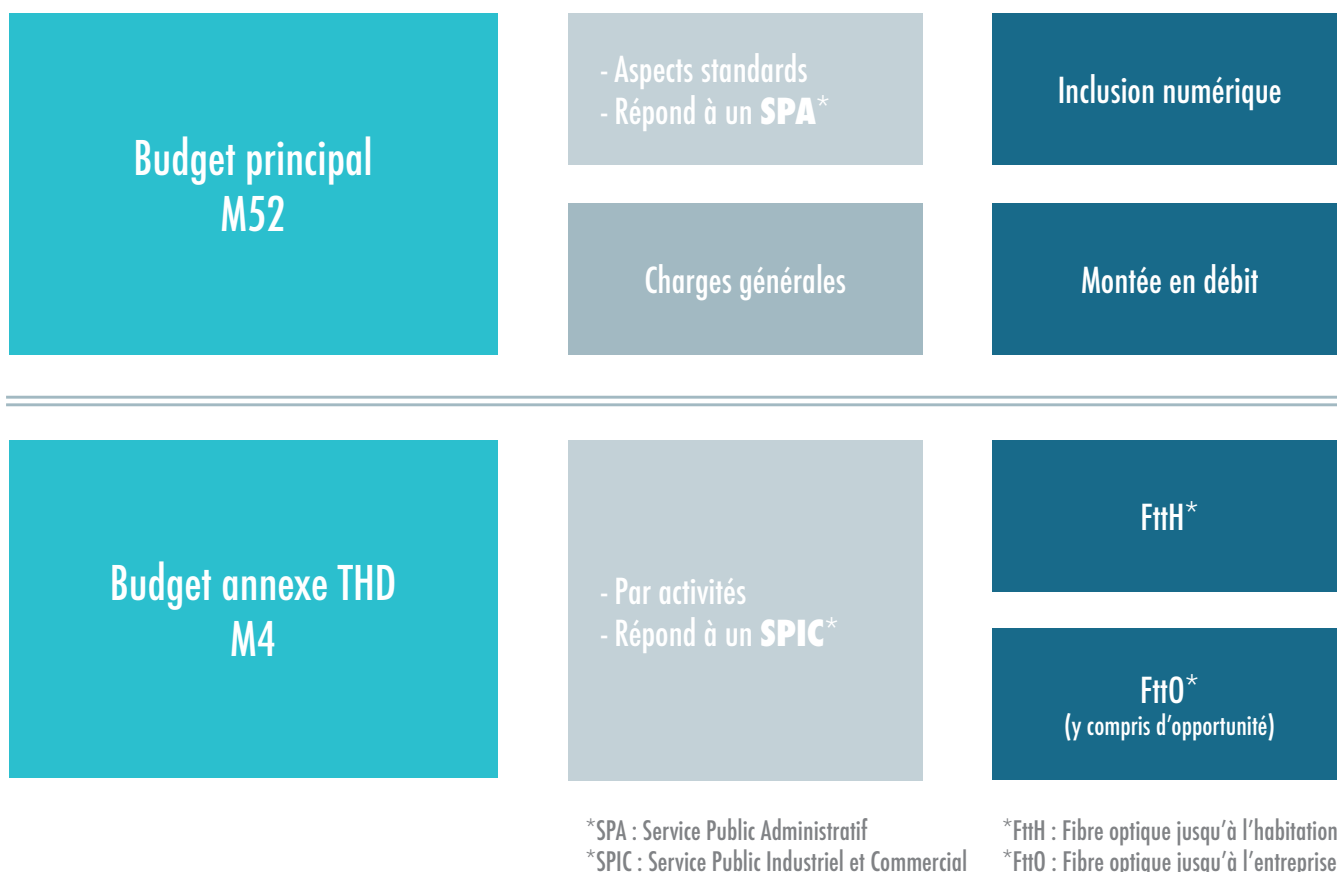 Budget principal
M52
- Aspects standards
- Répond à un SPA*
Charges générales
Inclusion numérique
Montée en débit
Budget annexe THD
M4
- Par activités
- Répond à un SPIC*
FttH*
FttO*
(y compris d'opportunité)
*SPA : Service Public Administratif
*SPIC : Service Public Industriel et Commercial
*FttH : Fibre optique jusqu'à l'habitation
*FttO : Fibre optique jusqu'à l'entreprise